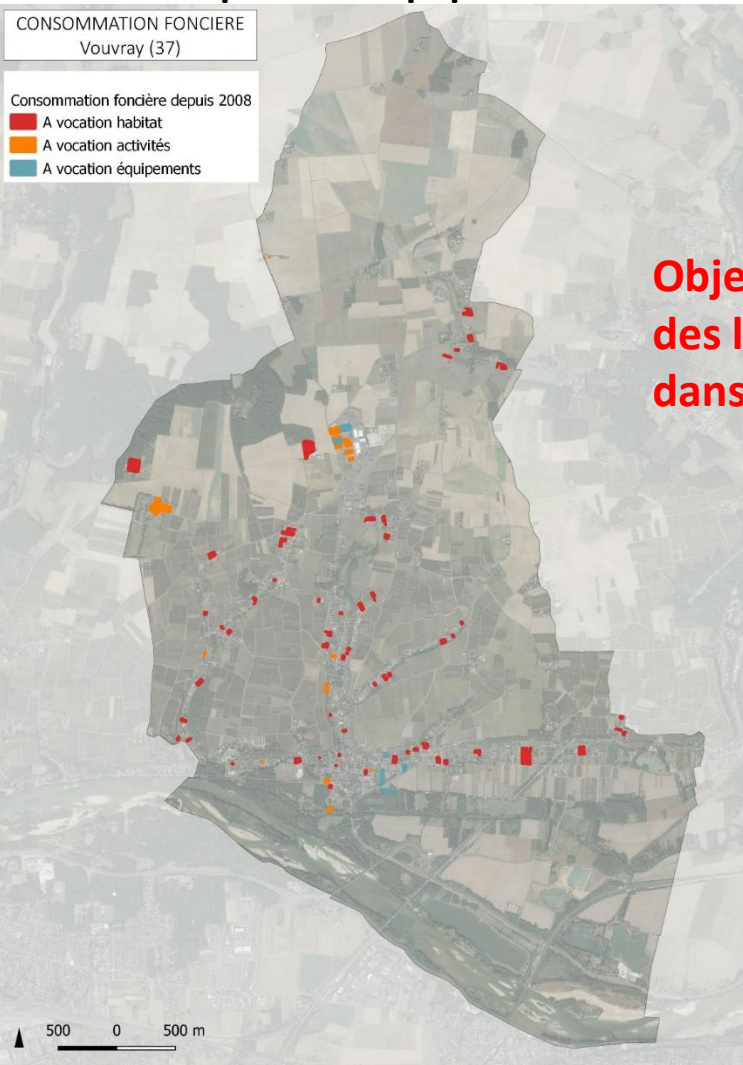 CONSOMMATION FONCIERE
Vouvray (37)
Consommation foncière depuis 2008
A vocation habitat
A vocation activités
A vocation équipements
Obje
des l
dans
500 0 500 m